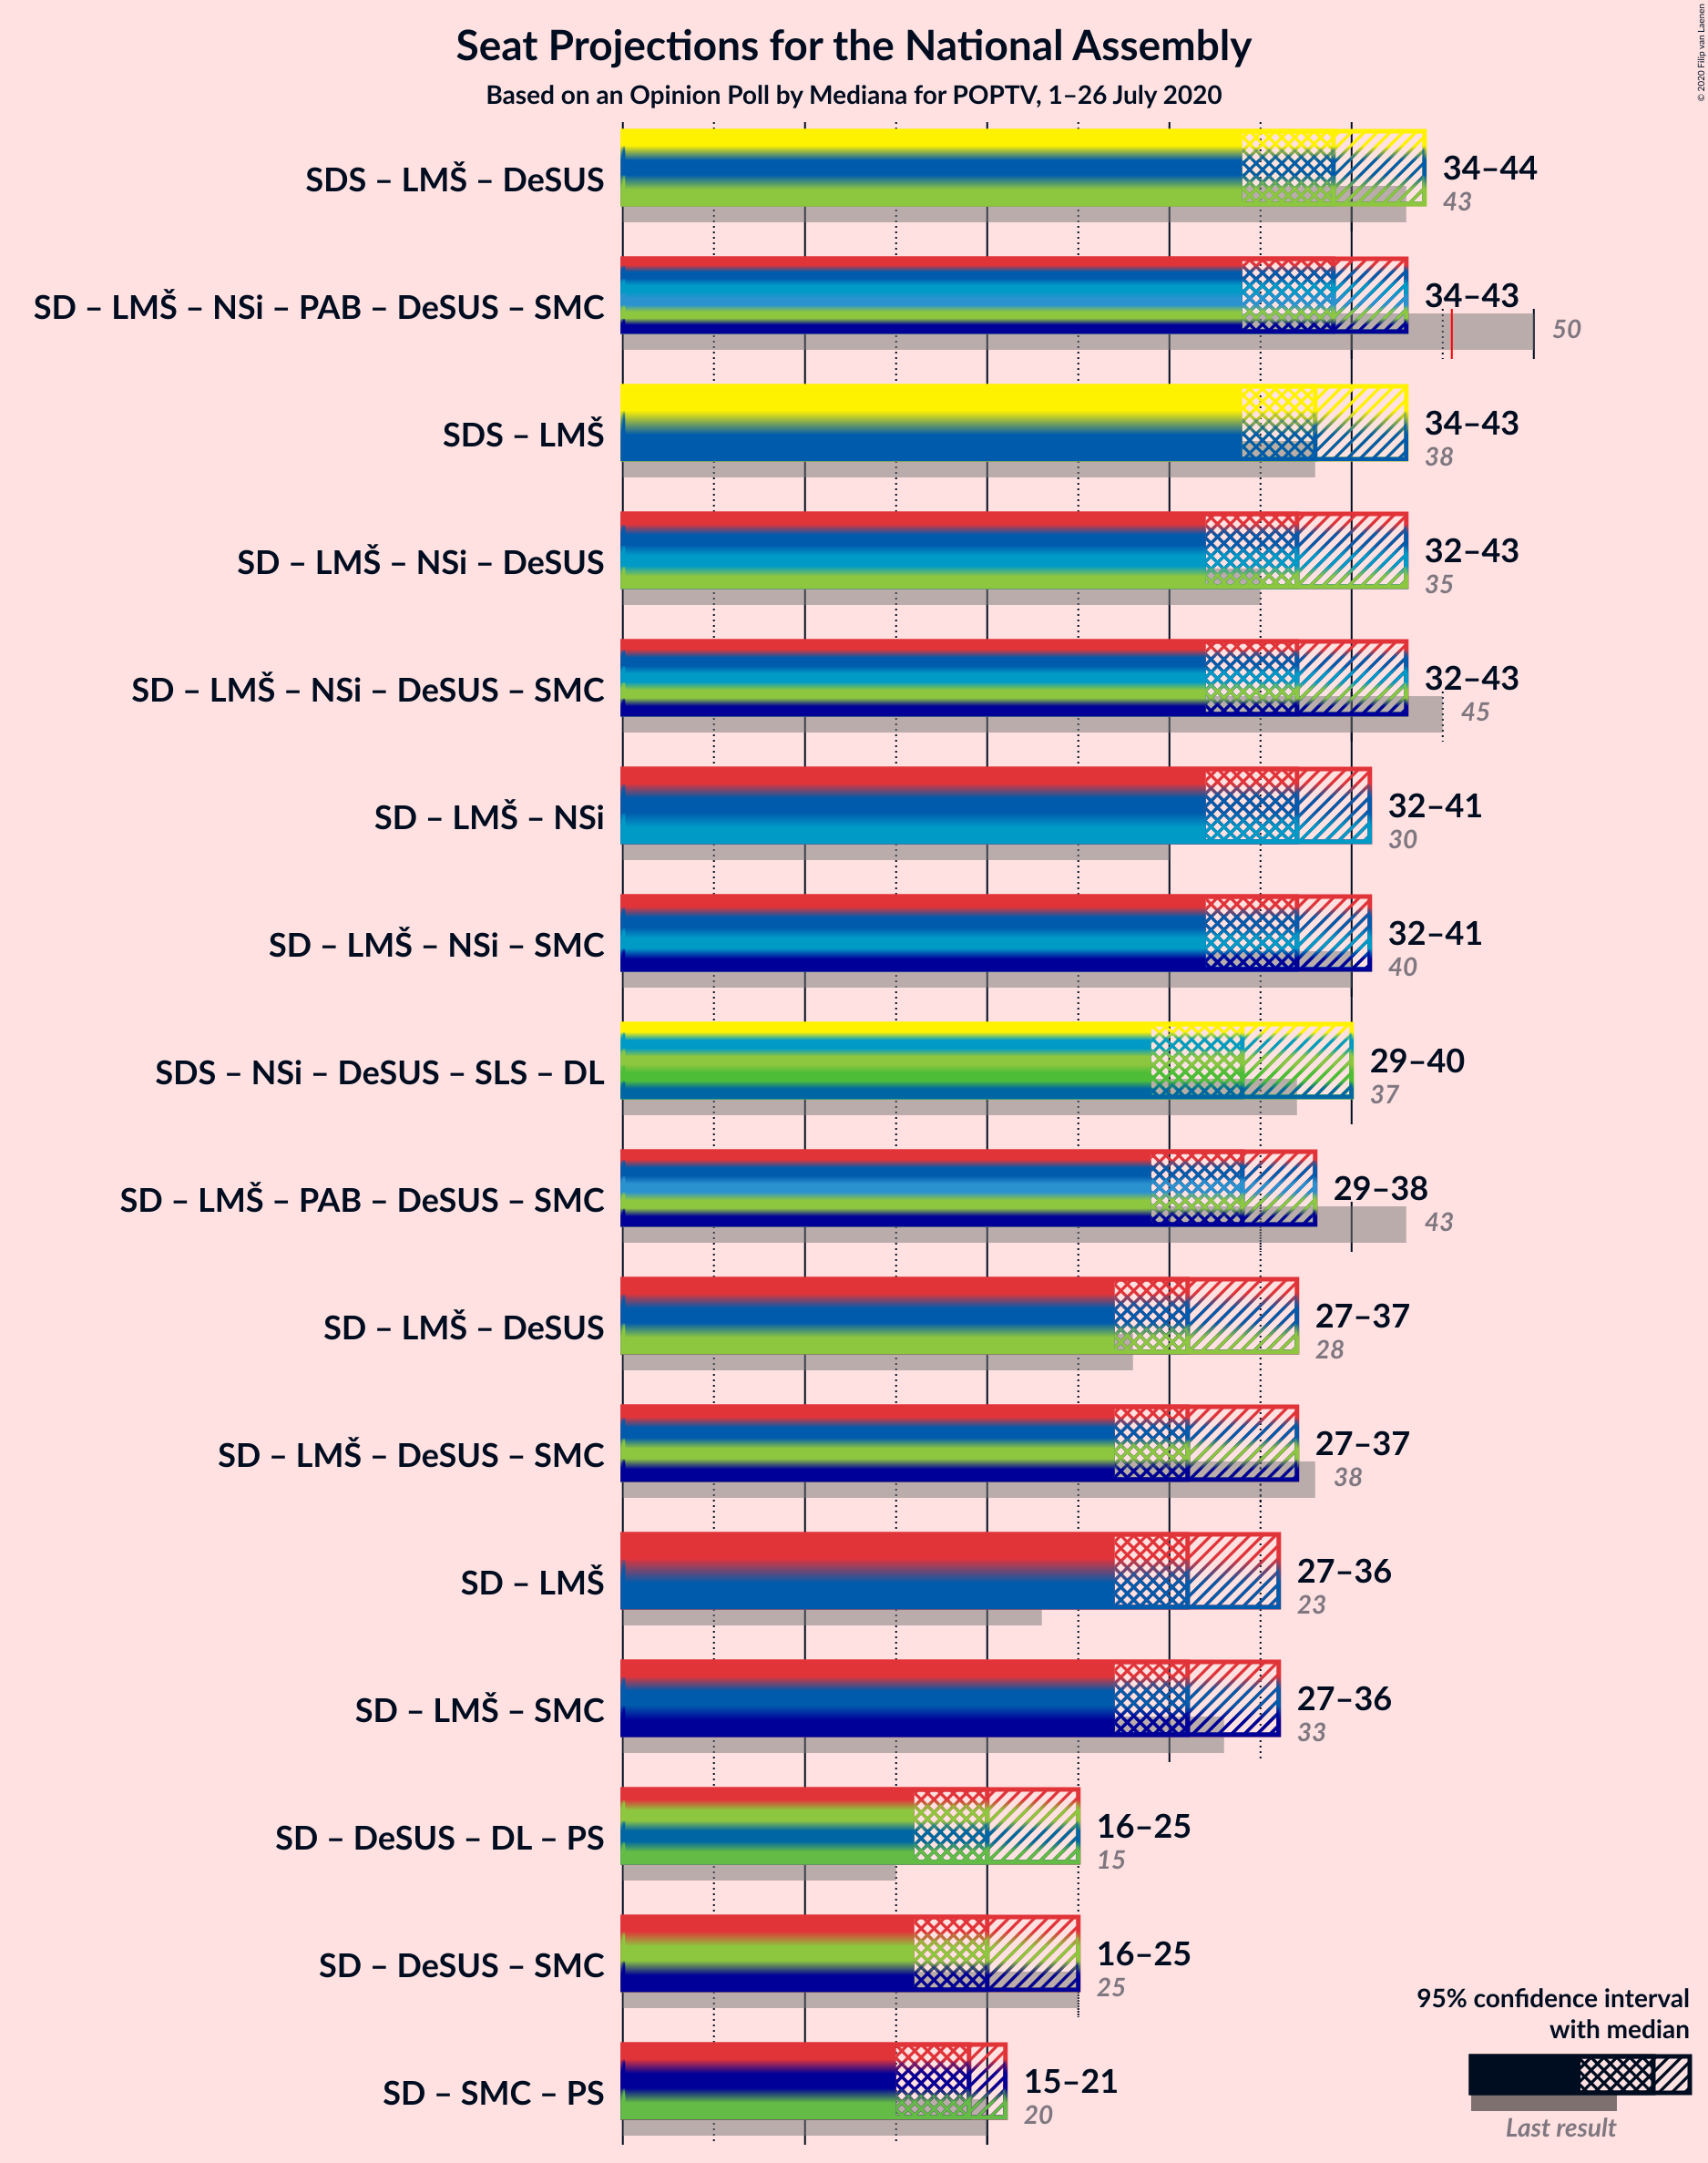 © 2020 Filip van Laenen
Seat Projections for the National Assembly
Based on an Opinion Poll by Mediana for POPTV, 1–26 July 2020
SDS – LMŠ – DeSUS
34–44
43
SD – LMŠ – NSi – PAB – DeSUS – SMC
34–43
50
SDS – LMŠ
34–43
38
SD – LMŠ – NSi – DeSUS
32–43
35
SD – LMŠ – NSi – DeSUS – SMC
32–43
45
SD – LMŠ – NSi
32–41
30
SD – LMŠ – NSi – SMC
32–41
40
SDS – NSi – DeSUS – SLS – DL
29–40
37
SD – LMŠ – PAB – DeSUS – SMC
29–38
43
SD – LMŠ – DeSUS
27–37
28
SD – LMŠ – DeSUS – SMC
27–37
38
SD – LMŠ
27–36
23
SD – LMŠ – SMC
27–36
33
SD – DeSUS – DL – PS
16–25
15
SD – DeSUS – SMC
16–25
25
SD – SMC – PS
15–21
20
95% confidence interval
with median
Last result